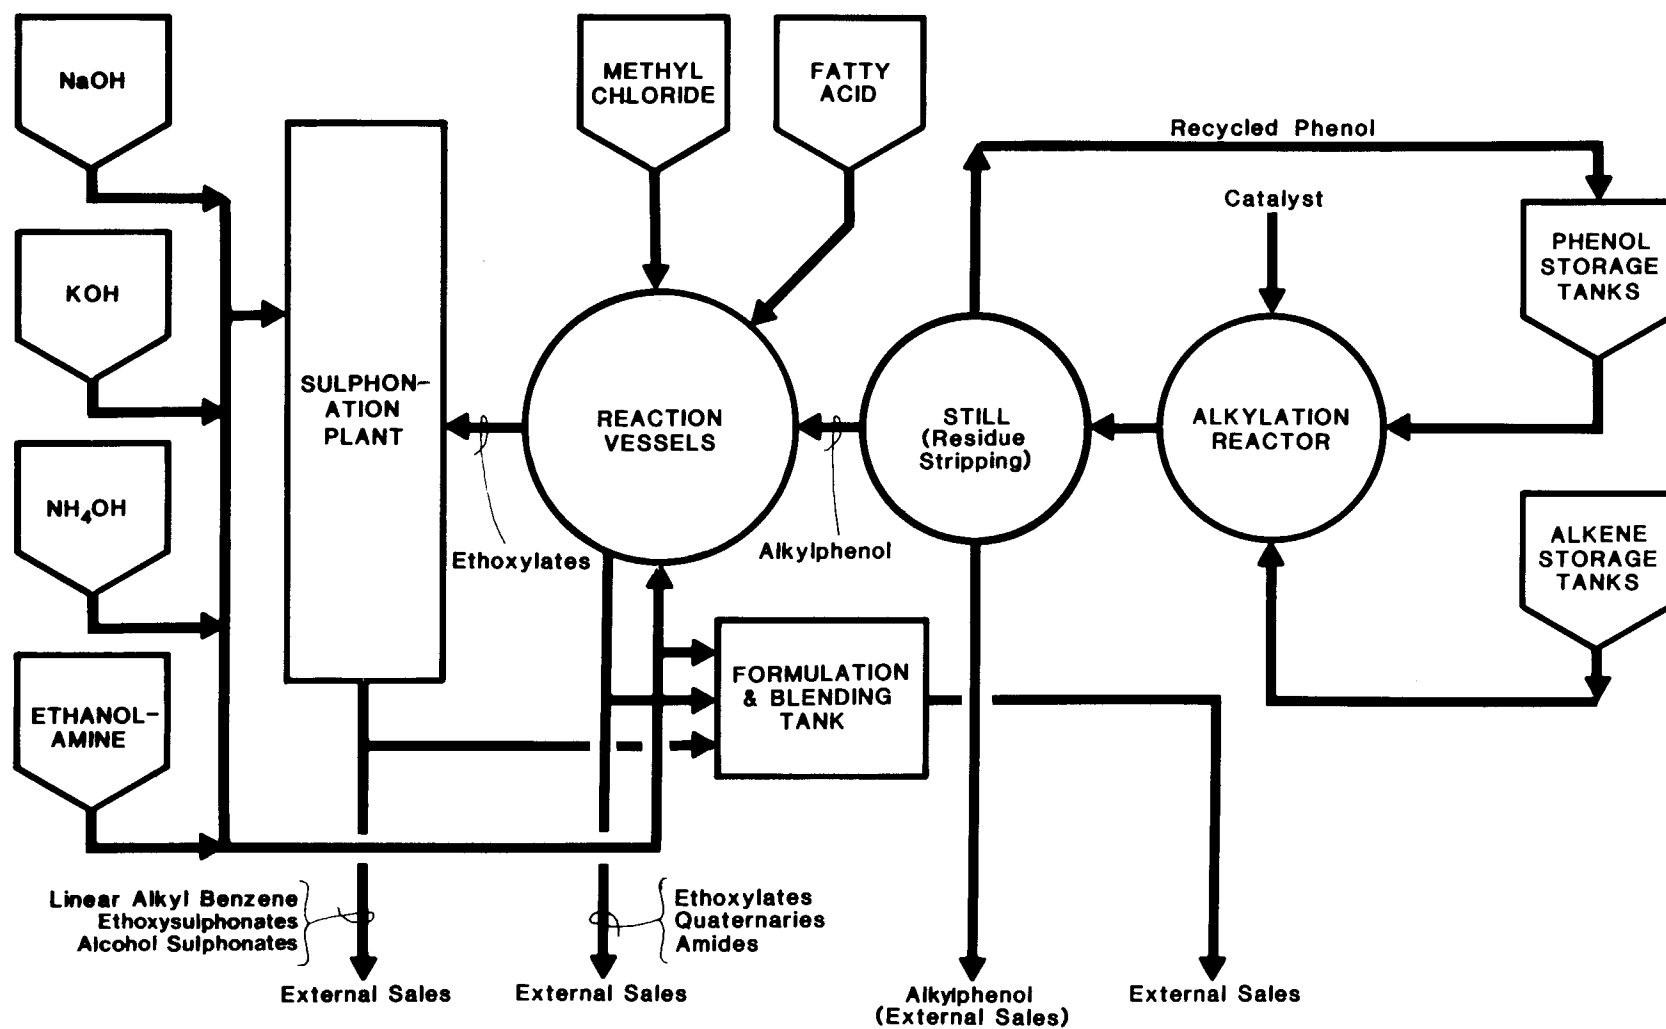 NaOH
METHYL
CHLORIDE
FATTY
ACID
Recycled Phenol
Catalyst
PHENOL
STORAGE
TANKS
KOH
SULPHON-
ATION
PLANT
REACTION
VESSELS
STILL
(Residue
Stripping)
ALKYLATION
REACTOR
NH₄OH
Ethoxylates
Alkylphenol
ALKENE
STORAGE
TANKS
ETHANOL-
AMINE
FORMULATION
& BLENDING
TANK
Linear Alkyl Benzene
Ethoxysulphonates
Alcohol Sulphonates
Ethoxylates
Quaternaries
Amides
External Sales
External Sales
Alkylphenol
(External Sales)
External Sales